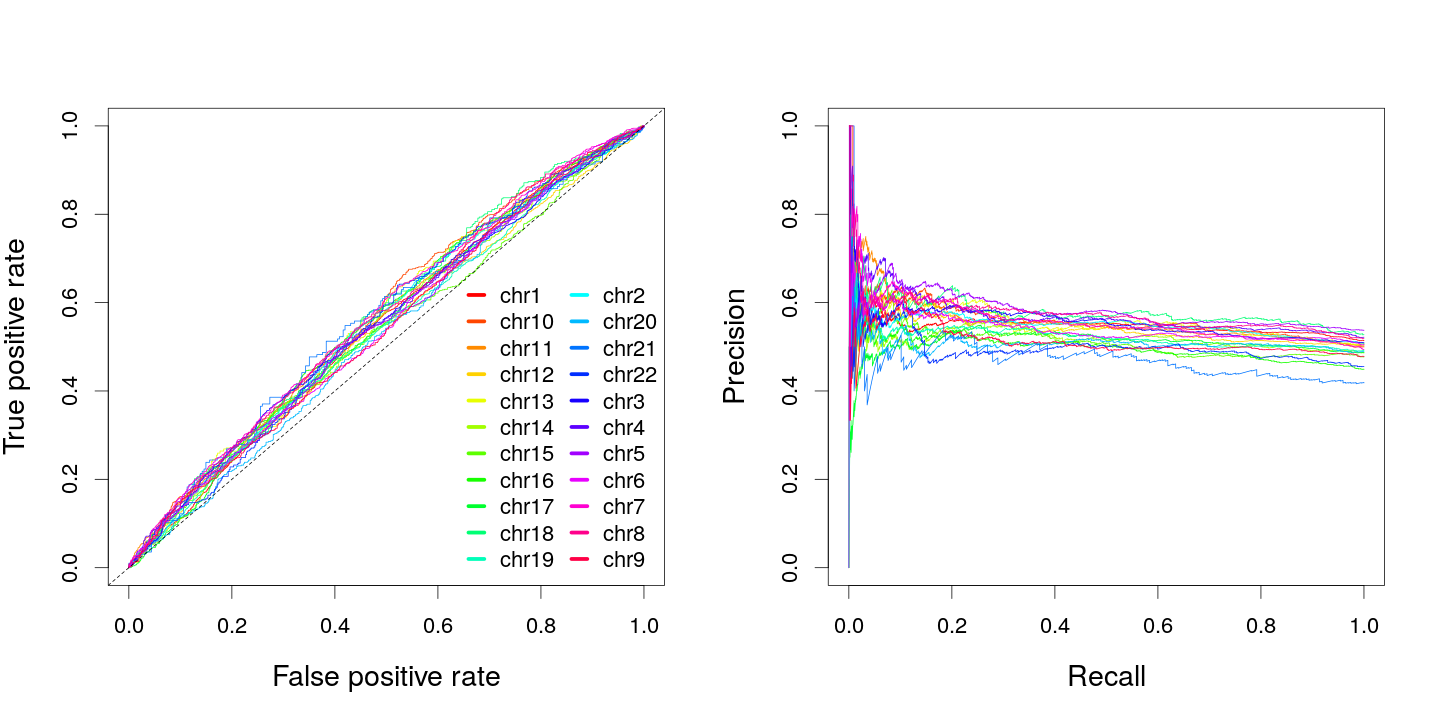 True positive rate
1.0
0.8
0.6
0.4
0.2
0.0
chr1
chr10
chr11
chr12
chr13
chr14
chr15
chr16
chr17
chr18
chr19
chr2
chr20
chr21
chr22
chr3
chr4
chr5
chr6
chr7
chr8
chr9
0.0 0.2 0.4 0.6 0.8 1.0
False positive rate
Precision
1.0
0.8
0.6
0.4
0.2
0.0
0.0 0.2 0.4 0.6 0.8 1.0
Recall